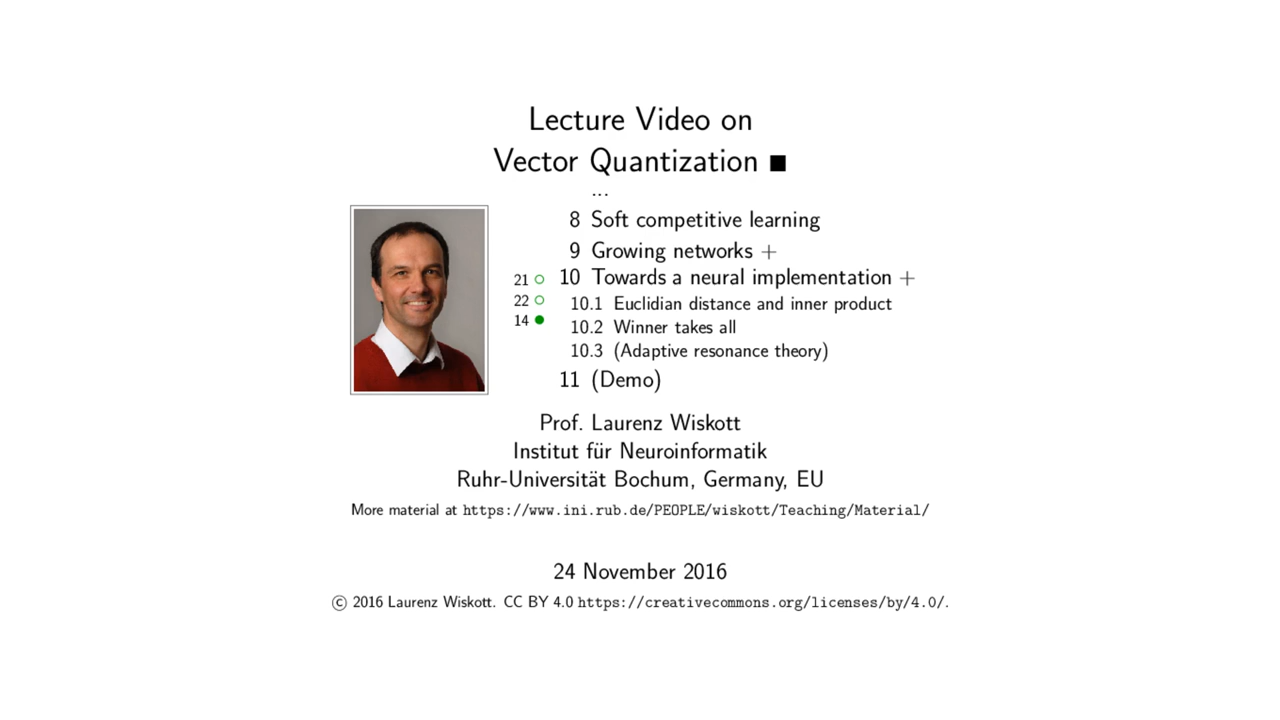 Lecture Video on
Vector Quantization ■
...
8 Soft competitive learning
9 Growing networks +
21 ○ 10 Towards a neural implementation +
22 ○ 10.1 Euclidian distance and inner product
14 ● 10.2 Winner takes all
10.3 (Adaptive resonance theory)
11 (Demo)
Prof. Laurenz Wiskott
Institut für Neuroinformatik
Ruhr-Universität Bochum, Germany, EU
More material at https://www.ini.rub.de/PEOPLE/wiskott/Teaching/Material/
24 November 2016
© 2016 Laurenz Wiskott. CC BY 4.0 https://creativecommons.org/licenses/by/4.0/.